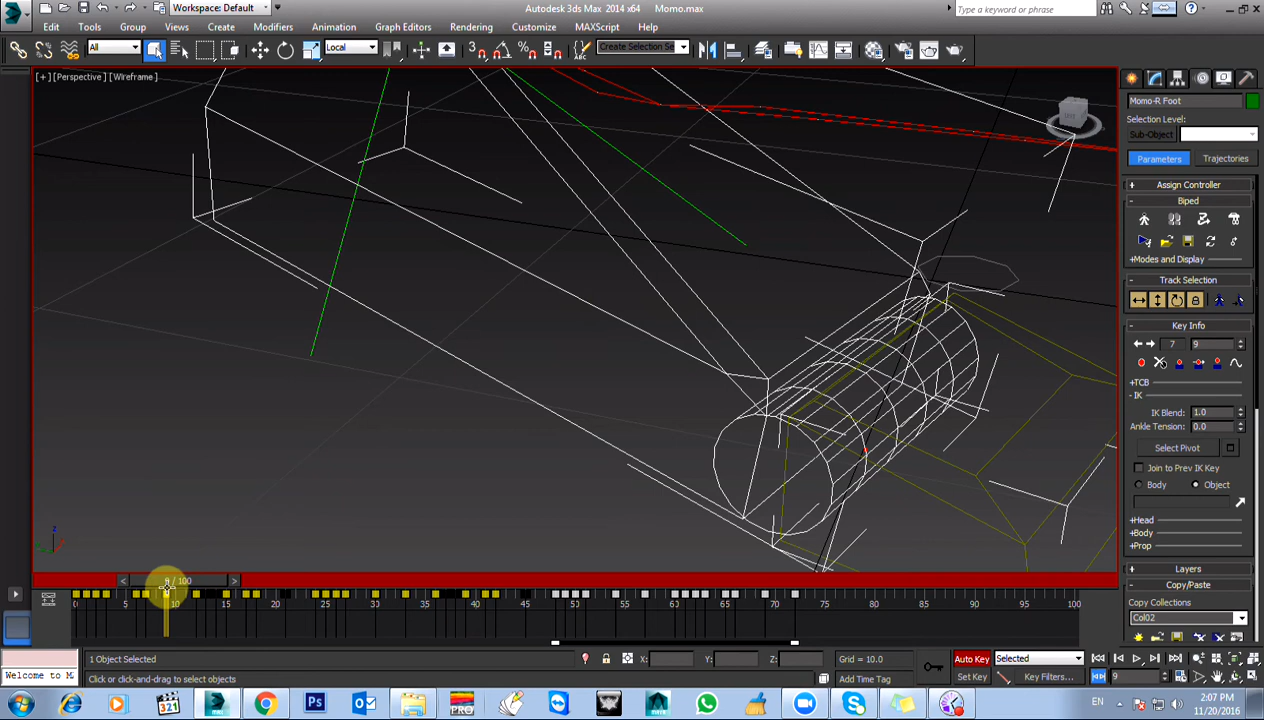 Workspace: Default
Autodesk 3ds Max 2014 x64
Momo.max
Type a keyword or phrase
Edit Tools Group Views Create Modifiers Animation Graph Editors Rendering Customize MAXScript Help
All
Local
Create Selection Se
[+] [Perspective] [Wireframe]
Momo-R Foot
Selection Level:
Sub-Object
Parameters Trajectories
+ Assign Controller
- Biped
+Modes and Display
- Track Selection
- Key Info
7 9
+TCB
- IK
IK Blend: 1.0
Ankle Tension: 0.0
Select Pivot
Join to Prev IK Key
Body Object
+Head
+Body
+Prop
+ Layers
- Copy/Paste
Copy Collections
Col02
< 9 / 100 >
0 5 10 15 20 25 30 35 40 45 50 55 60 65 70 75 80 85 90 95 100
1 Object Selected X: Y: Z: Grid = 10.0 Auto Key Selected
Welcome to M Click or click-and-drag to select objects Add Time Tag Set Key Key Filters... 9
EN
2:07 PM
11/20/2016